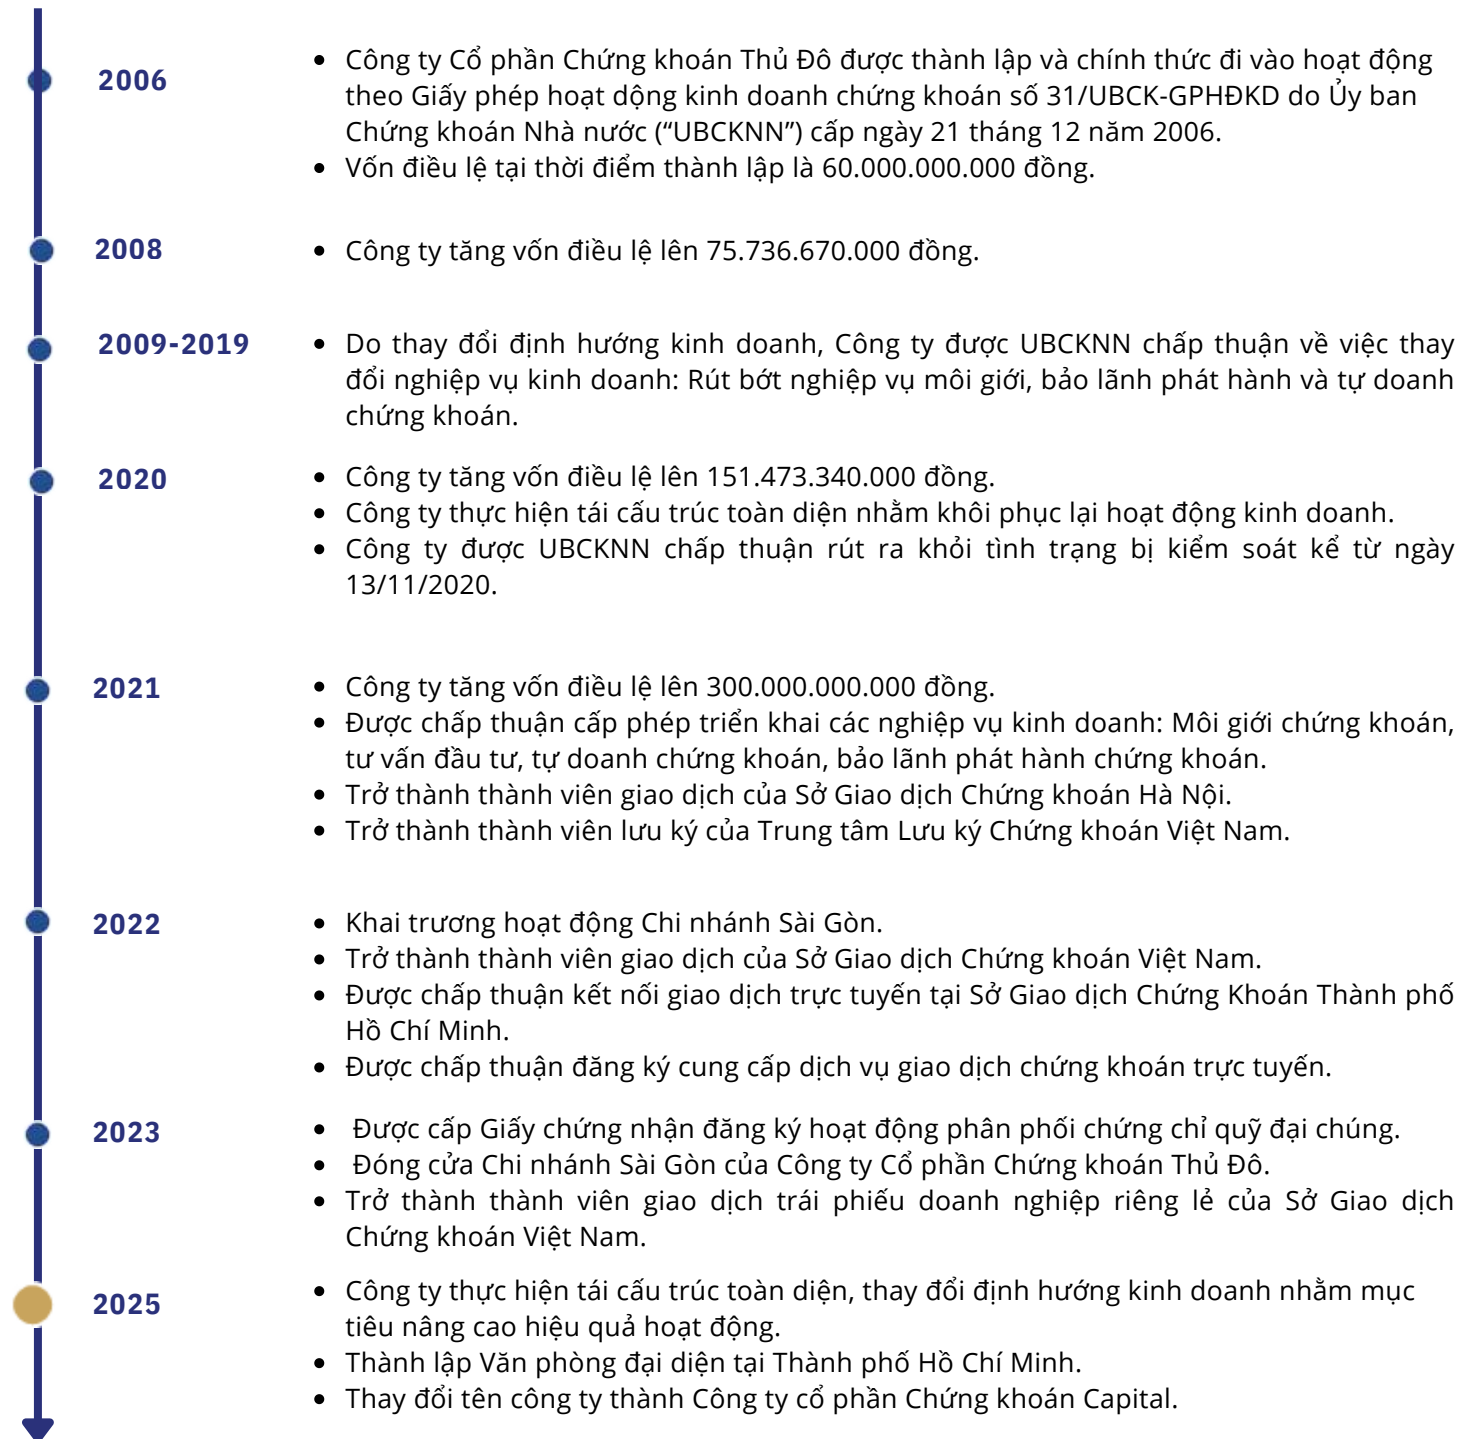 2006
• Công ty Cổ phần Chứng khoán Thủ Đô được thành lập và chính thức đi vào hoạt động
theo Giấy phép hoạt dộng kinh doanh chứng khoán số 31/UBCK-GPHĐKD do Ủy ban
Chứng khoán Nhà nước (“UBCKNN”) cấp ngày 21 tháng 12 năm 2006.
• Vốn điều lệ tại thời điểm thành lập là 60.000.000.000 đồng.
2008
• Công ty tăng vốn điều lệ lên 75.736.670.000 đồng.
2009-2019
• Do thay đổi định hướng kinh doanh, Công ty được UBCKNN chấp thuận về việc thay
đổi nghiệp vụ kinh doanh: Rút bớt nghiệp vụ môi giới, bảo lãnh phát hành và tự doanh
chứng khoán.
2020
• Công ty tăng vốn điều lệ lên 151.473.340.000 đồng.
• Công ty thực hiện tái cấu trúc toàn diện nhằm khôi phục lại hoạt động kinh doanh.
• Công ty được UBCKNN chấp thuận rút ra khỏi tình trạng bị kiểm soát kể từ ngày
13/11/2020.
2021
• Công ty tăng vốn điều lệ lên 300.000.000.000 đồng.
• Được chấp thuận cấp phép triển khai các nghiệp vụ kinh doanh: Môi giới chứng khoán,
tư vấn đầu tư, tự doanh chứng khoán, bảo lãnh phát hành chứng khoán.
• Trở thành thành viên giao dịch của Sở Giao dịch Chứng khoán Hà Nội.
• Trở thành thành viên lưu ký của Trung tâm Lưu ký Chứng khoán Việt Nam.
2022
• Khai trương hoạt động Chi nhánh Sài Gòn.
• Trở thành thành viên giao dịch của Sở Giao dịch Chứng khoán Việt Nam.
• Được chấp thuận kết nối giao dịch trực tuyến tại Sở Giao dịch Chứng Khoán Thành phố
Hồ Chí Minh.
• Được chấp thuận đăng ký cung cấp dịch vụ giao dịch chứng khoán trực tuyến.
2023
• Được cấp Giấy chứng nhận đăng ký hoạt động phân phối chứng chỉ quỹ đại chúng.
• Đóng cửa Chi nhánh Sài Gòn của Công ty Cổ phần Chứng khoán Thủ Đô.
• Trở thành thành viên giao dịch trái phiếu doanh nghiệp riêng lẻ của Sở Giao dịch
Chứng khoán Việt Nam.
2025
• Công ty thực hiện tái cấu trúc toàn diện, thay đổi định hướng kinh doanh nhằm mục
tiêu nâng cao hiệu quả hoạt động.
• Thành lập Văn phòng đại diện tại Thành phố Hồ Chí Minh.
• Thay đổi tên công ty thành Công ty cổ phần Chứng khoán Capital.